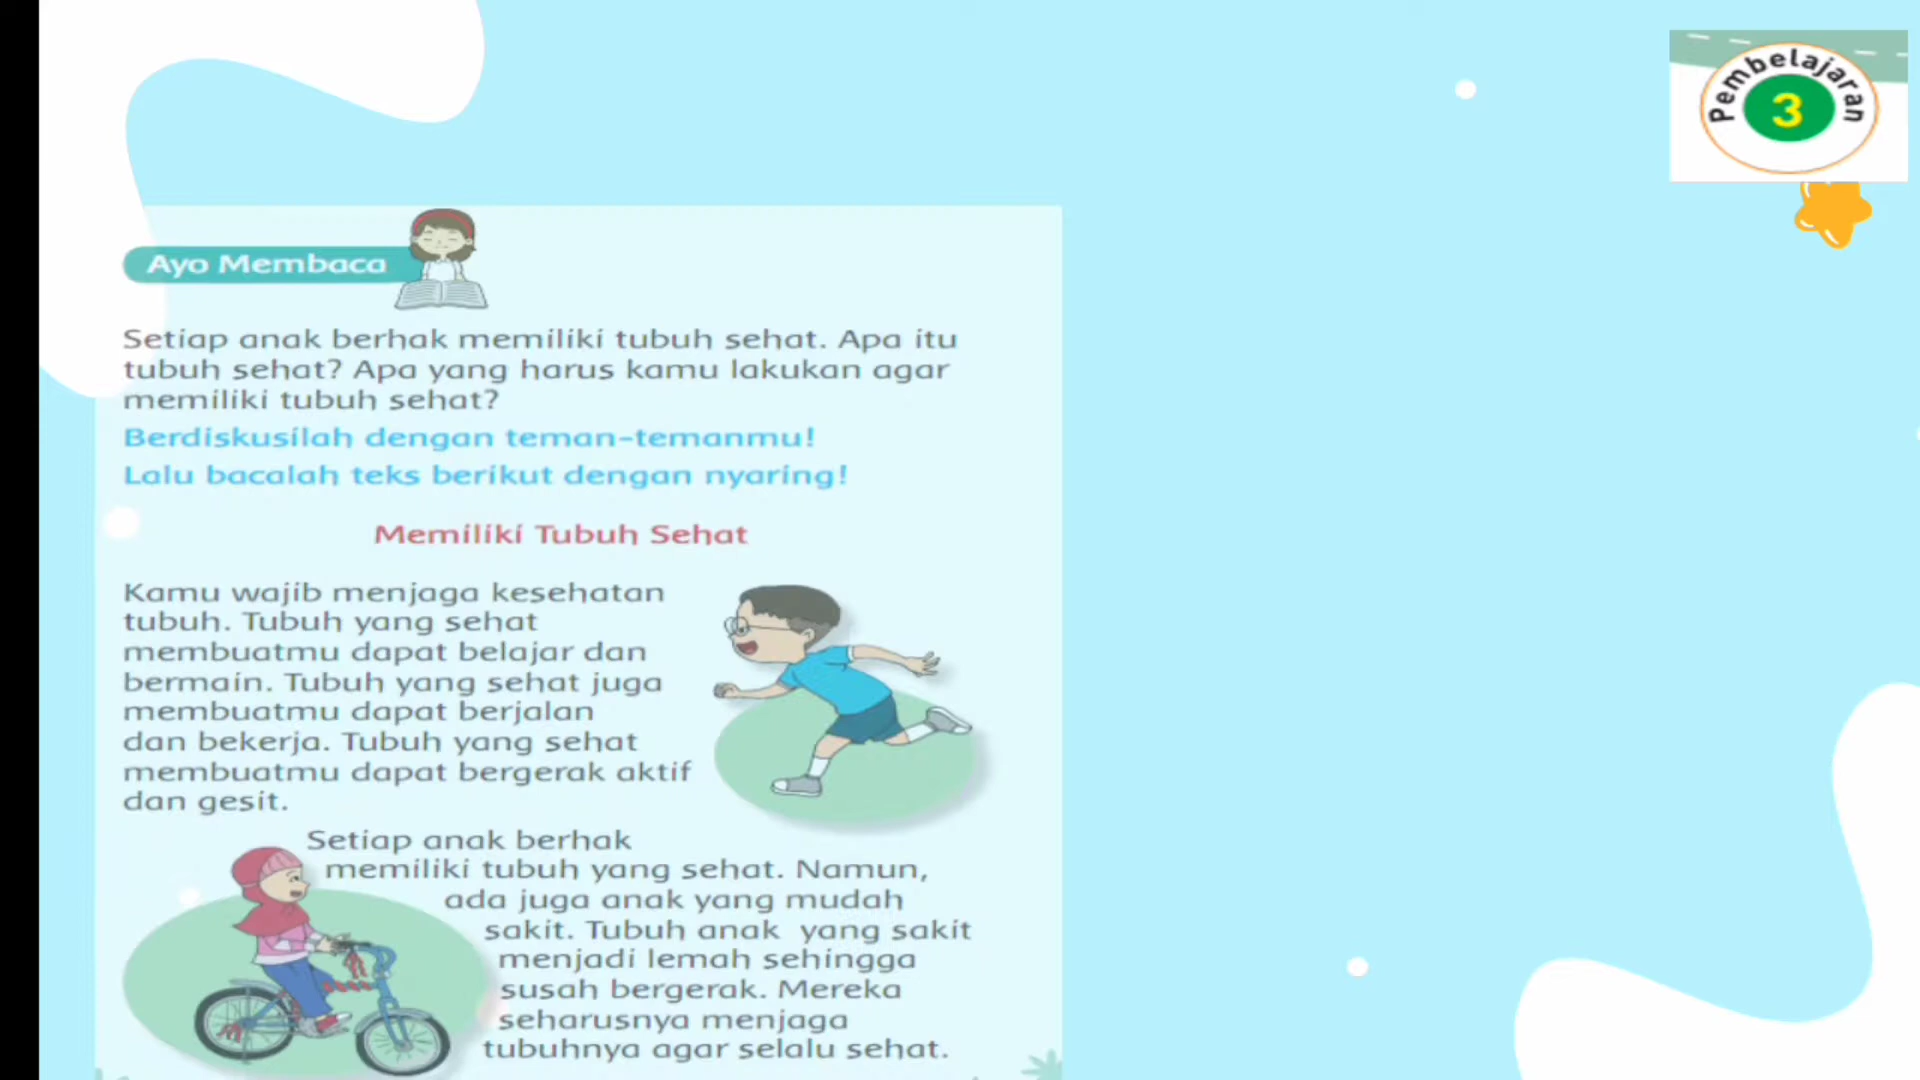 Pembelajaran
3
Ayo Membaca
Setiap anak berhak memiliki tubuh sehat. Apa itu
tubuh sehat? Apa yang harus kamu lakukan agar
memiliki tubuh sehat?
Berdiskusilah dengan teman-temanmu!
Lalu bacalah teks berikut dengan nyaring!
Memiliki Tubuh Sehat
Kamu wajib menjaga kesehatan
tubuh. Tubuh yang sehat
membuatmu dapat belajar dan
bermain. Tubuh yang sehat juga
membuatmu dapat berjalan
dan bekerja. Tubuh yang sehat
membuatmu dapat bergerak aktif
dan gesit.
Setiap anak berhak
memiliki tubuh yang sehat. Namun,
ada juga anak yang mudah
sakit. Tubuh anak yang sakit
menjadi lemah sehingga
susah bergerak. Mereka
seharusnya menjaga
tubuhnya agar selalu sehat.